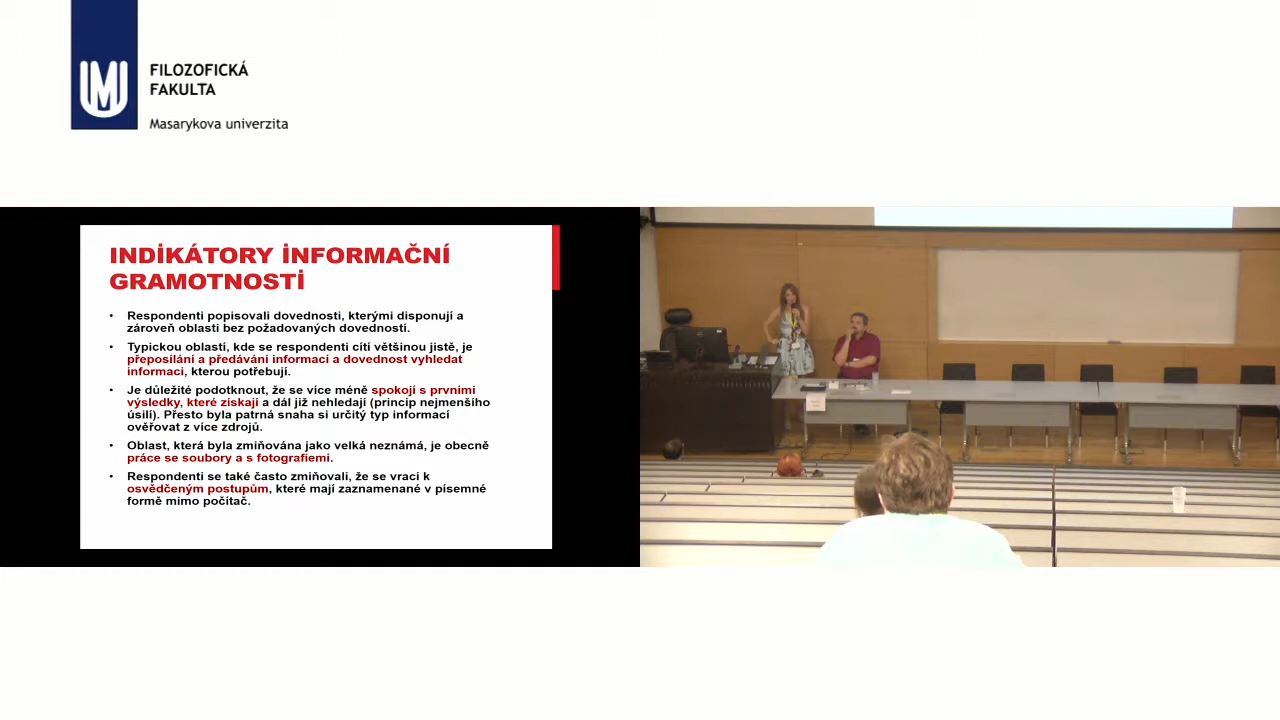 FILOZOFICKÁ
FAKULTA
Masarykova univerzita
INDİKÁTORY İNFORMAČNÍ
GRAMOTNOSTİ
• Respondenti popisovali dovednosti, kterými disponují a
zároveň oblasti bez požadovaných dovedností.
• Typickou oblastí, kde se respondenti cítí většinou jistě, je
přeposílání a předávání informací a dovednost vyhledat
informaci, kterou potřebují.
• Je důležité podotknout, že se více méně spokojí s prvními
výsledky, které získají a dál již nehledají (princip nejmenšího
úsilí). Přesto byla patrná snaha si určitý typ informací
ověřovat z více zdrojů.
• Oblast, která byla zmiňována jako velká neznámá, je obecně
práce se soubory a s fotografiemi.
• Respondenti se také často zmiňovali, že se vrací k
osvědčeným postupům, které mají zaznamenané v písemné
formě mimo počítač.